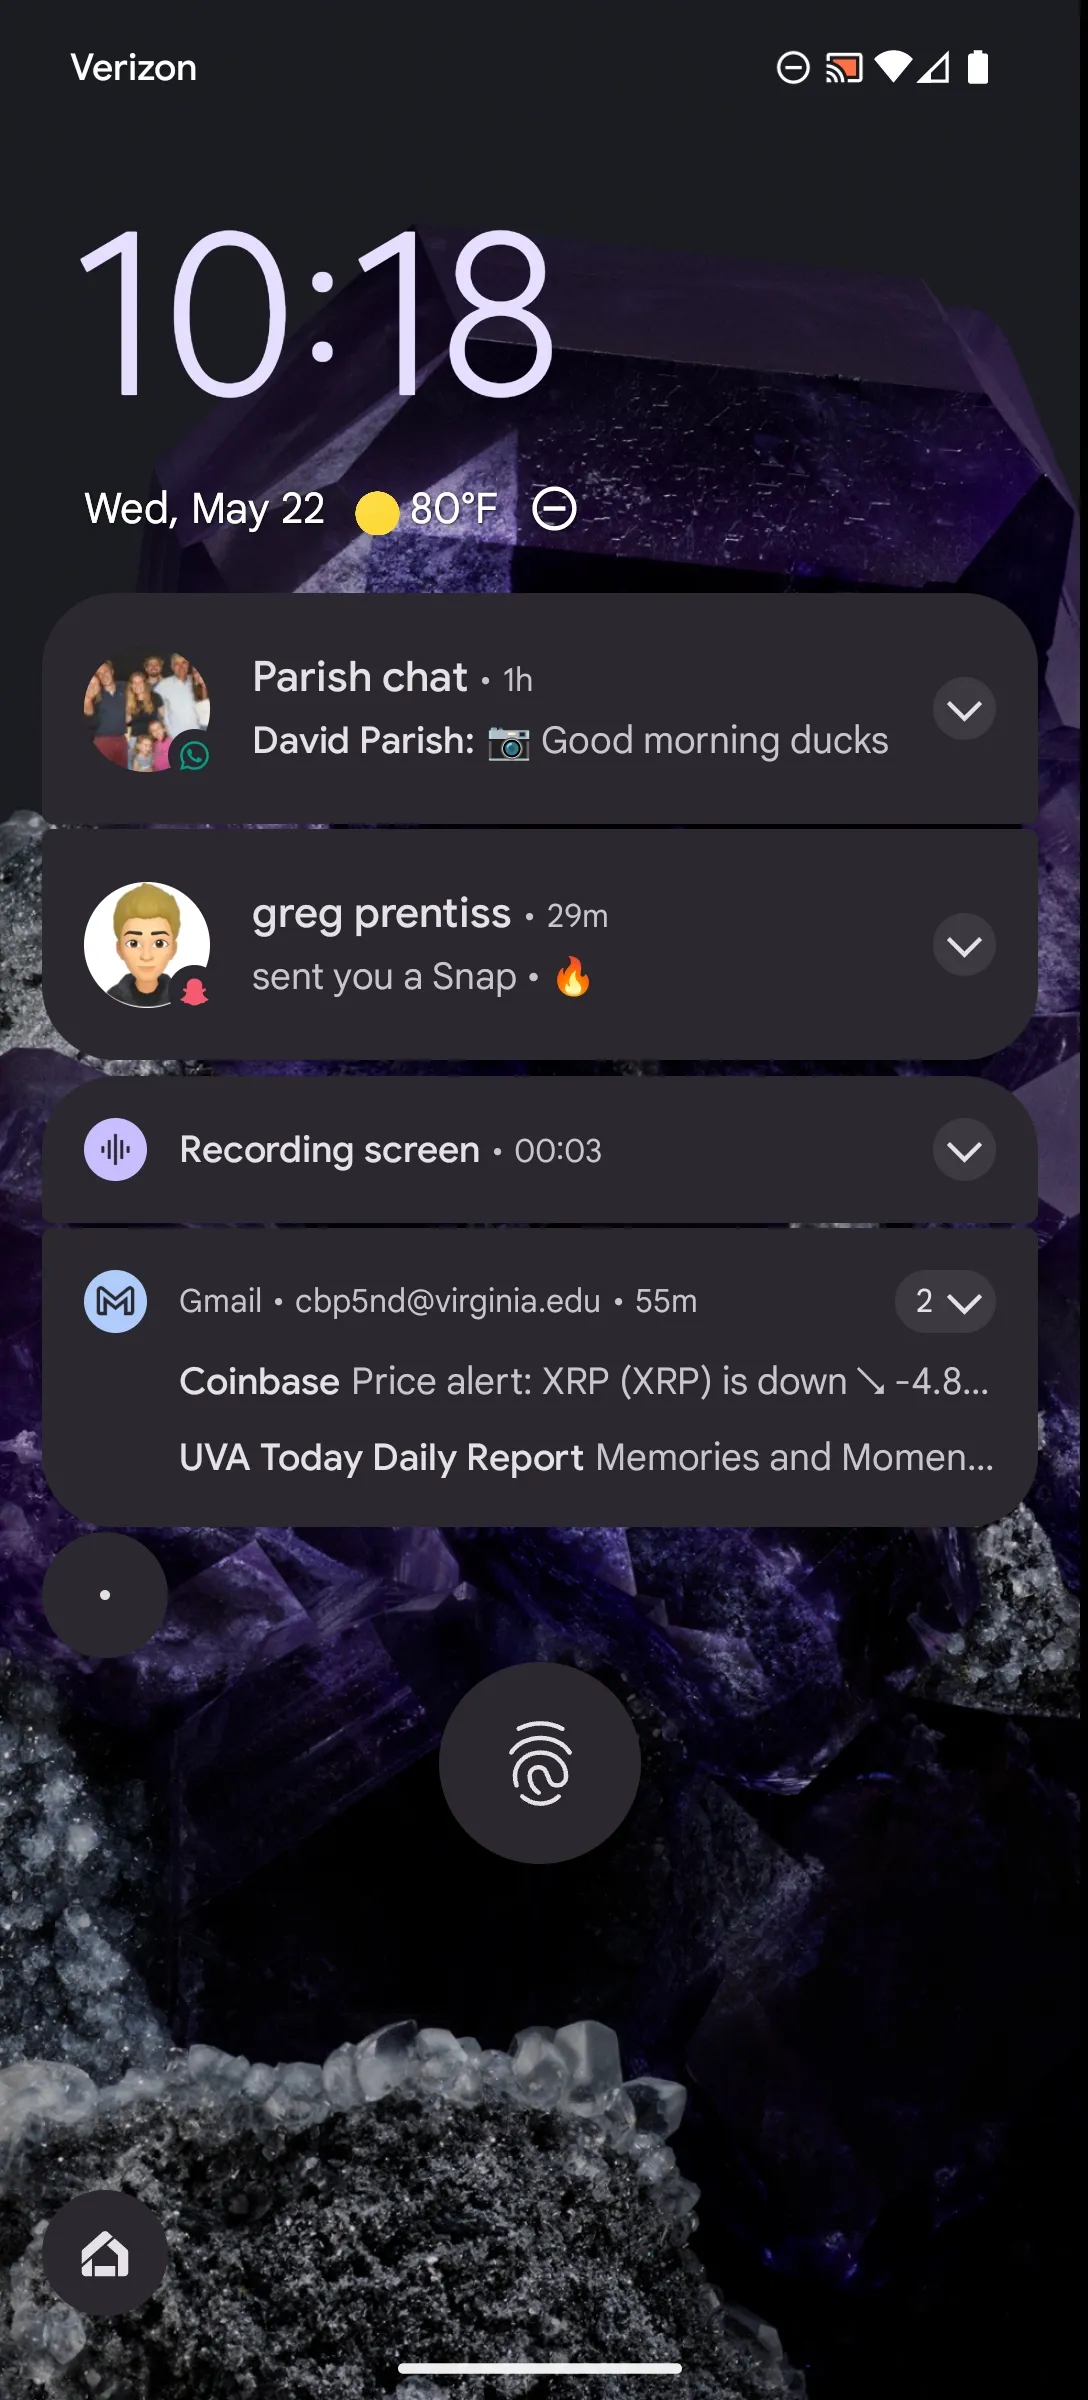 Verizon
10:18
Wed, May 22 80°F
Parish chat • 1h
David Parish: 📷 Good morning ducks
greg prentiss • 29m
sent you a Snap • 🔥
Recording screen • 00:03
Gmail • cbp5nd@virginia.edu • 55m 2
Coinbase Price alert: XRP (XRP) is down ↘ -4.8...
UVA Today Daily Report Memories and Momen...